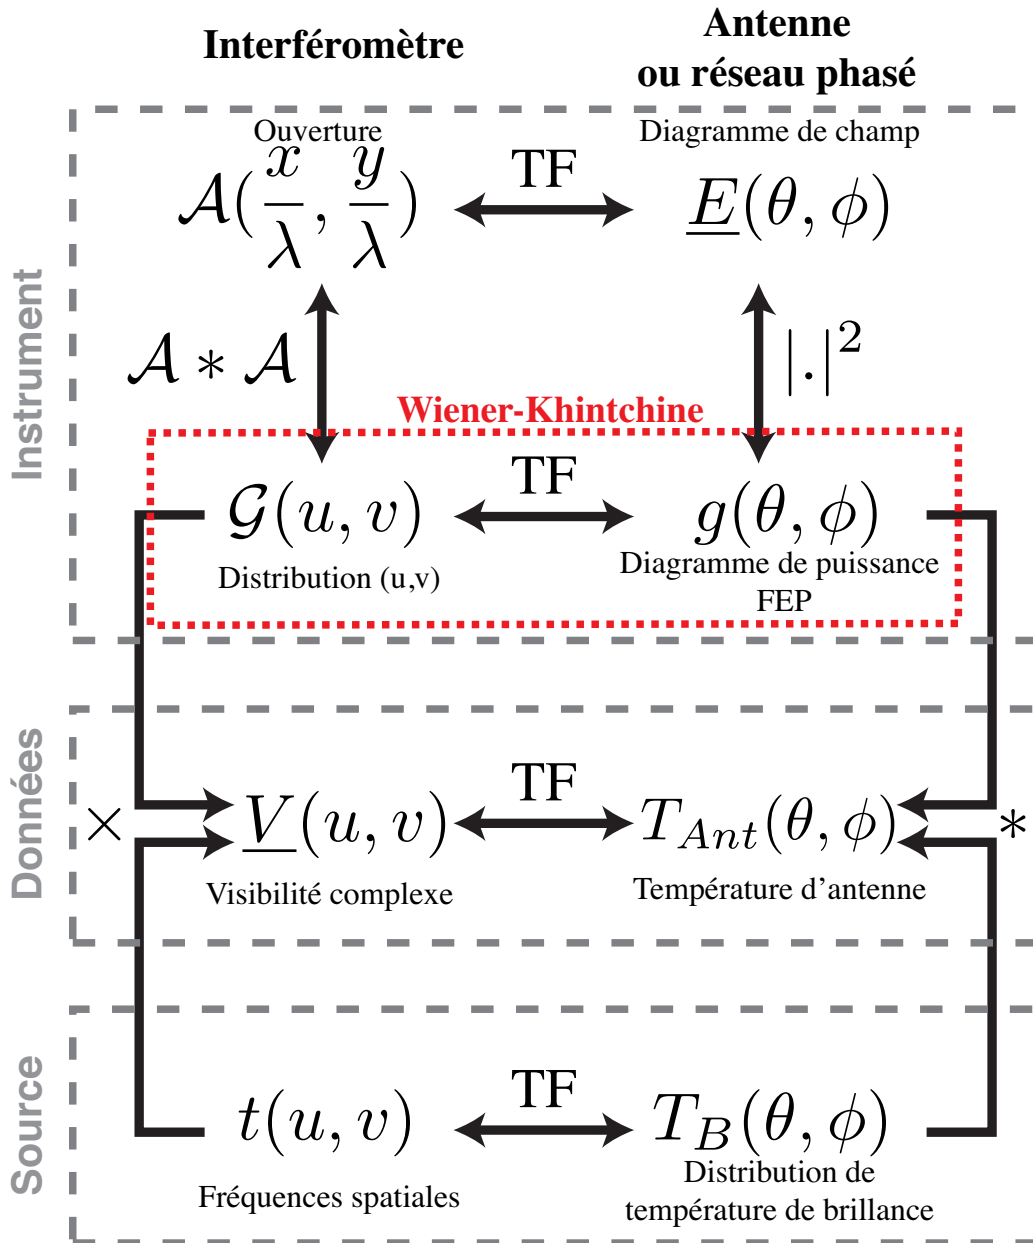 Interféromètre
Antenne
ou réseau phasé
Instrument
Ouverture
Diagramme de champ
𝒜(x/λ, y/λ)
TF
E(θ, ϕ)
𝒜 ∗ 𝒜
|.|²
Wiener-Khintchine
𝒢(u, v)
TF
g(θ, ϕ)
Distribution (u,v)
Diagramme de puissance
FEP
Données
×
V(u, v)
TF
T_Ant(θ, ϕ)
∗
Visibilité complexe
Température d'antenne
Source
t(u, v)
TF
T_B(θ, ϕ)
Fréquences spatiales
Distribution de
température de brillance